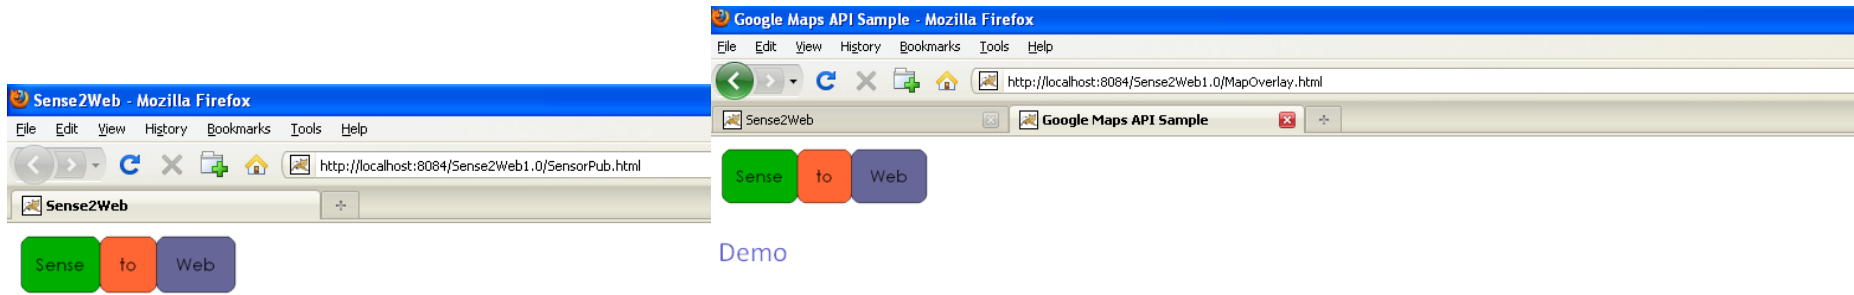 Sense2Web - Mozilla Firefox
File Edit View History Bookmarks Tools Help
http://localhost:8084/Sense2Web1.0/SensorPub.html
Sense2Web
Sense to Web
Google Maps API Sample - Mozilla Firefox
File Edit View History Bookmarks Tools Help
http://localhost:8084/Sense2Web1.0/MapOverlay.html
Sense2Web Google Maps API Sample
Sense to Web
Demo